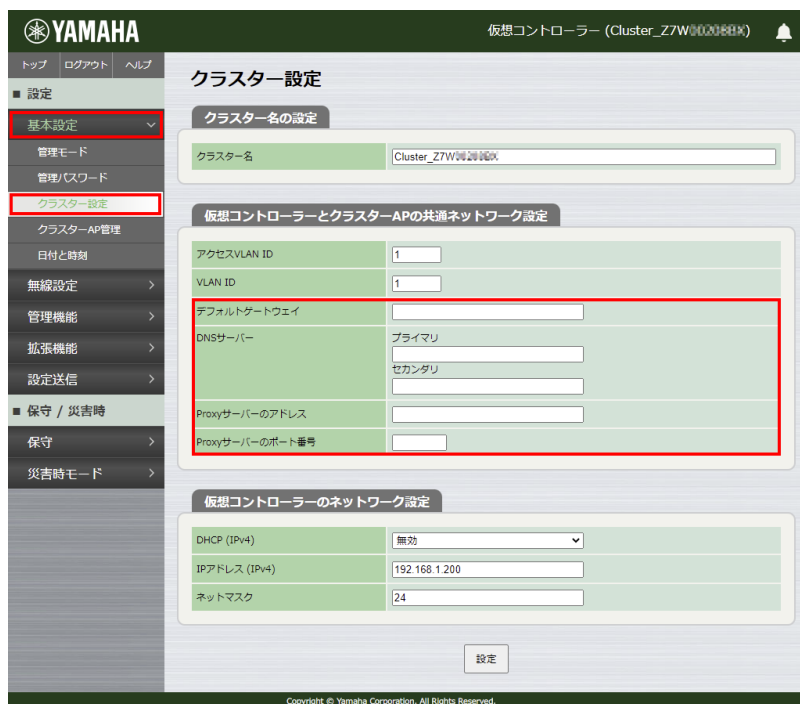 YAMAHA
仮想コントローラー (Cluster_Z7W
トップ ログアウト ヘルプ
■ 設定
基本設定
管理モード
管理パスワード
クラスター設定
クラスターAP管理
日付と時刻
無線設定
管理機能
拡張機能
設定送信
■ 保守 / 災害時
保守
災害時モード
クラスター設定
クラスター名の設定
クラスター名 Cluster_Z7W
仮想コントローラーとクラスターAPの共通ネットワーク設定
アクセスVLAN ID 1
VLAN ID 1
デフォルトゲートウェイ
DNSサーバー プライマリ
セカンダリ
Proxyサーバーのアドレス
Proxyサーバーのポート番号
仮想コントローラーのネットワーク設定
DHCP (IPv4) 無効
IPアドレス (IPv4) 192.168.1.200
ネットマスク 24
設定
Copyright © Yamaha Corporation. All Rights Reserved.